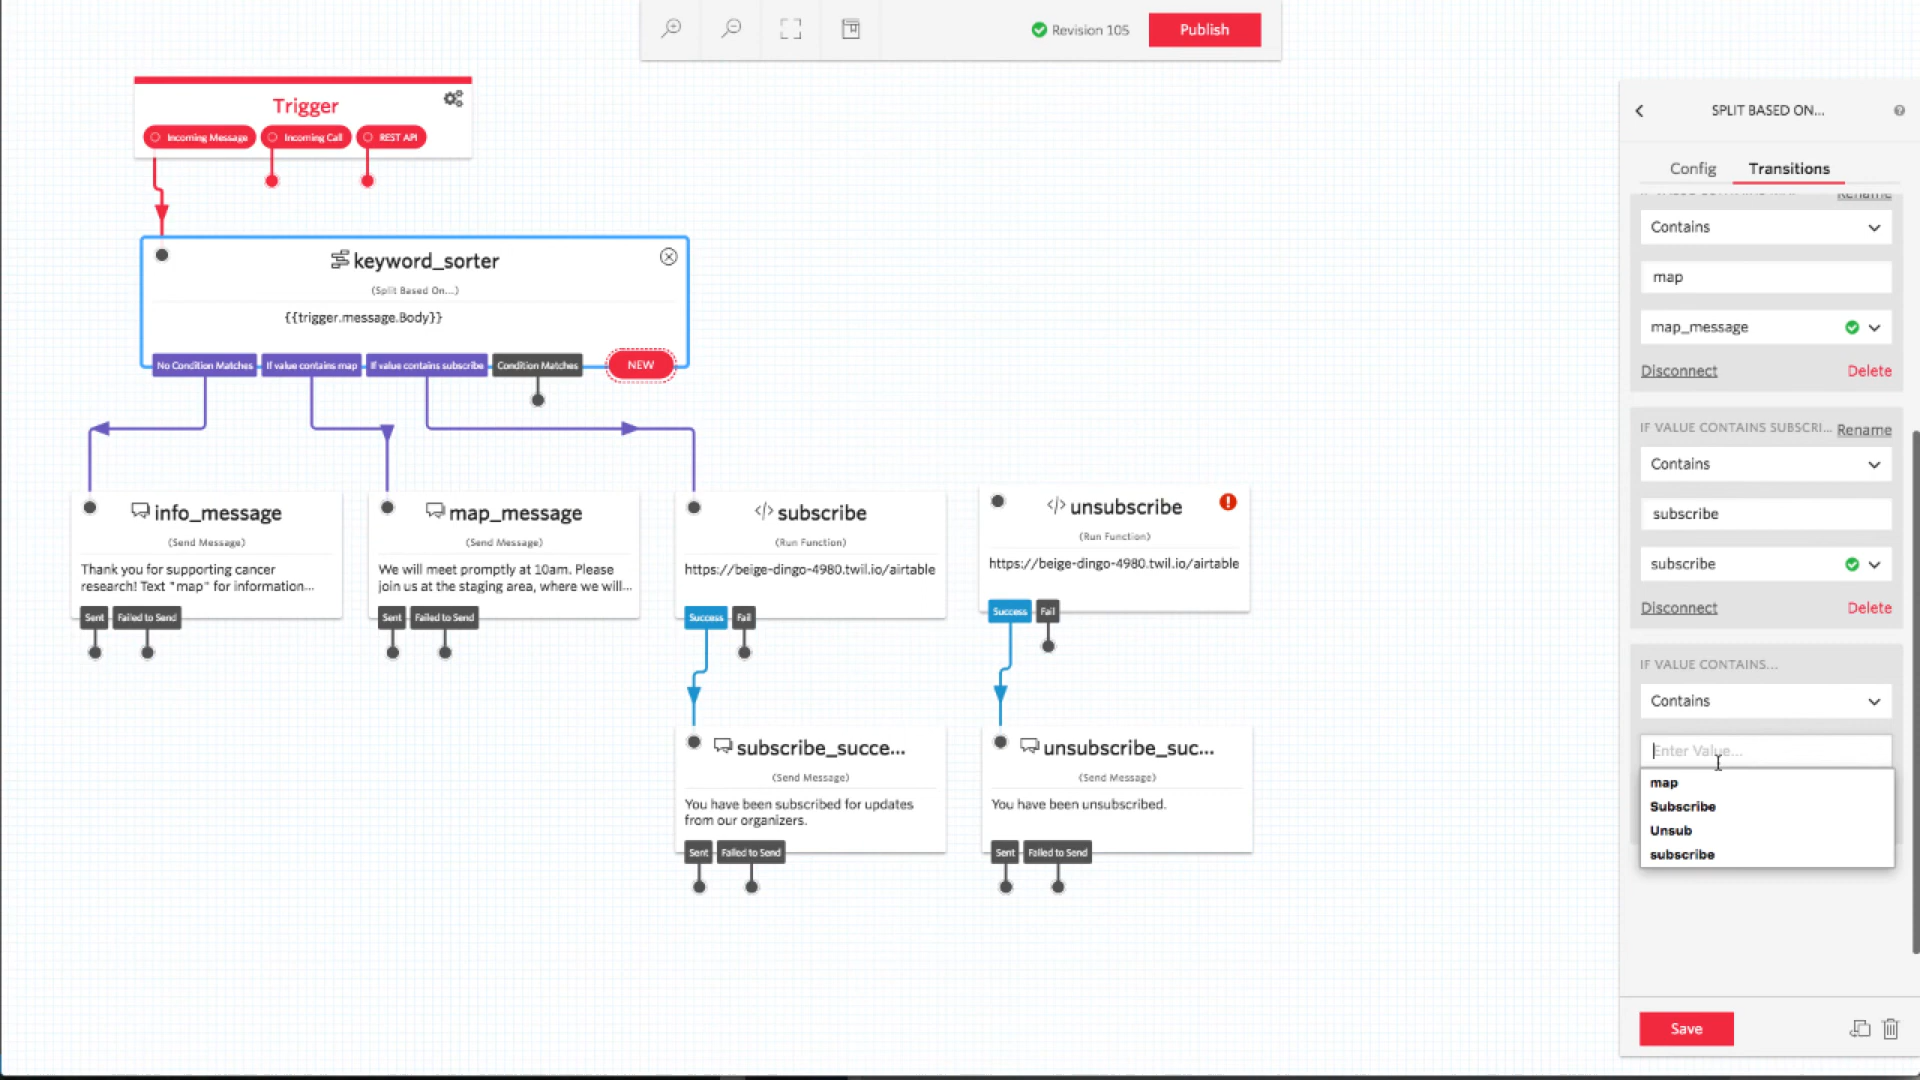 Revision 105
Publish
Trigger
Incoming Message
Incoming Call
REST API
keyword_sorter
(Split Based On...)
{{trigger.message.Body}}
No Condition Matches
If value contains map
If value contains subscribe
Condition Matches
NEW
info_message
(Send Message)
Thank you for supporting cancer
research! Text "map" for information...
Sent
Failed to Send
map_message
(Send Message)
We will meet promptly at 10am. Please
join us at the staging area, where we will...
Sent
Failed to Send
</> subscribe
(Run Function)
https://beige-dingo-4980.twil.io/airtable
Success
Fail
</> unsubscribe
(Run Function)
https://beige-dingo-4980.twil.io/airtable
Success
Fail
subscribe_succe...
(Send Message)
You have been subscribed for updates
from our organizers.
Sent
Failed to Send
unsubscribe_suc...
(Send Message)
You have been unsubscribed.
Sent
Failed to Send
SPLIT BASED ON...
Config
Transitions
Rename
Contains
map
map_message
Disconnect
Delete
IF VALUE CONTAINS SUBSCRI...
Rename
Contains
subscribe
subscribe
Disconnect
Delete
IF VALUE CONTAINS...
Contains
Enter Value...
map
Subscribe
Unsub
subscribe
Save